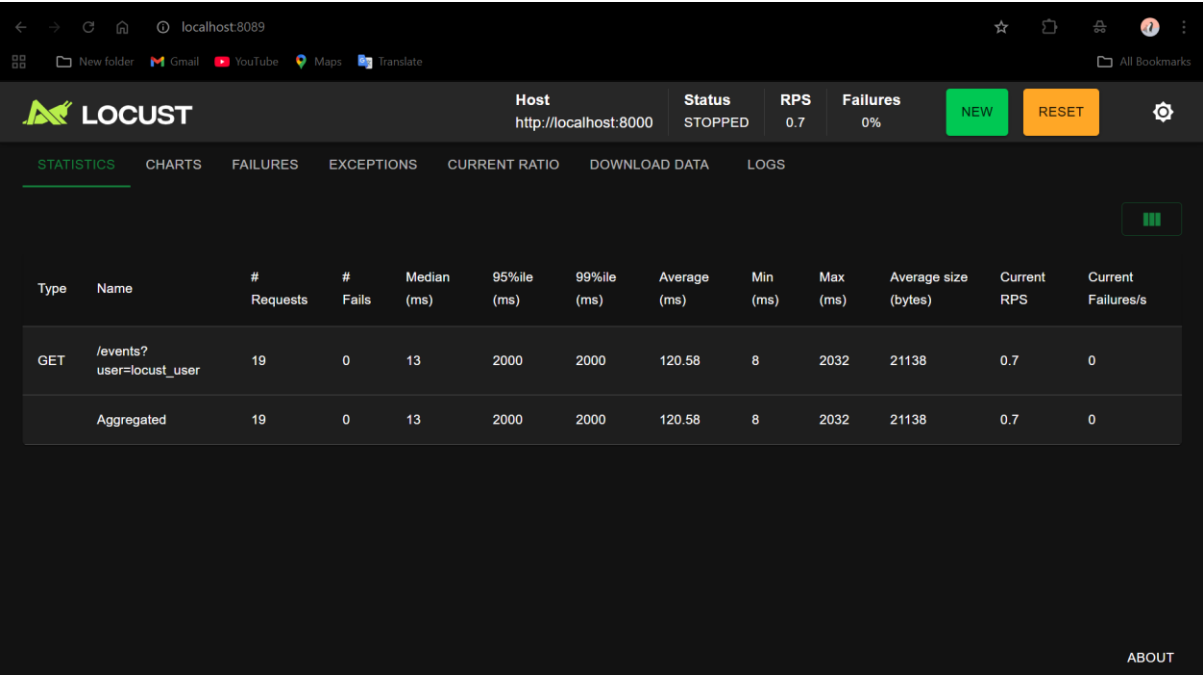 localhost:8089
New folder Gmail YouTube Maps Translate All Bookmarks
LOCUST
Host Status RPS Failures
http://localhost:8000 STOPPED 0.7 0%
NEW RESET
STATISTICS CHARTS FAILURES EXCEPTIONS CURRENT RATIO DOWNLOAD DATA LOGS
Type Name # Requests # Fails Median (ms) 95%ile (ms) 99%ile (ms) Average (ms) Min (ms) Max (ms) Average size (bytes) Current RPS Current Failures/s
GET /events?user=locust_user 19 0 13 2000 2000 120.58 8 2032 21138 0.7 0
Aggregated 19 0 13 2000 2000 120.58 8 2032 21138 0.7 0
ABOUT